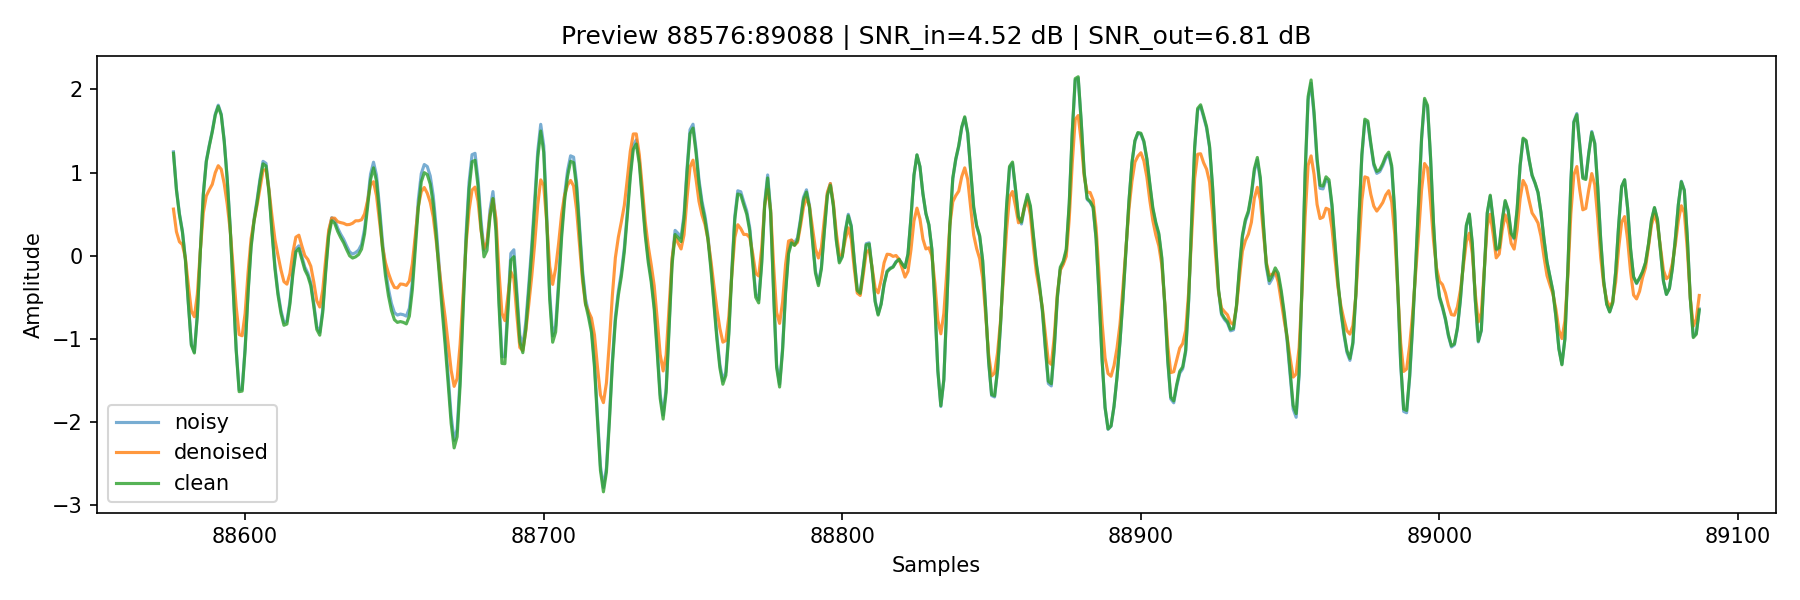 Preview 88576:89088 | SNR_in=4.52 dB | SNR_out=6.81 dB
Amplitude
2
1
0
−1
−2
−3
noisy
denoised
clean
88600 88700 88800 88900 89000 89100
Samples